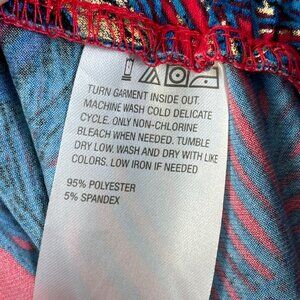 TURN GARMENT INSIDE OUT.
MACHINE WASH COLD DELICATE
CYCLE. ONLY NON-CHLORINE
BLEACH WHEN NEEDED. TUMBLE
DRY LOW. WASH AND DRY WITH LIKE
COLORS. LOW IRON IF NEEDED
95% POLYESTER
5% SPANDEX